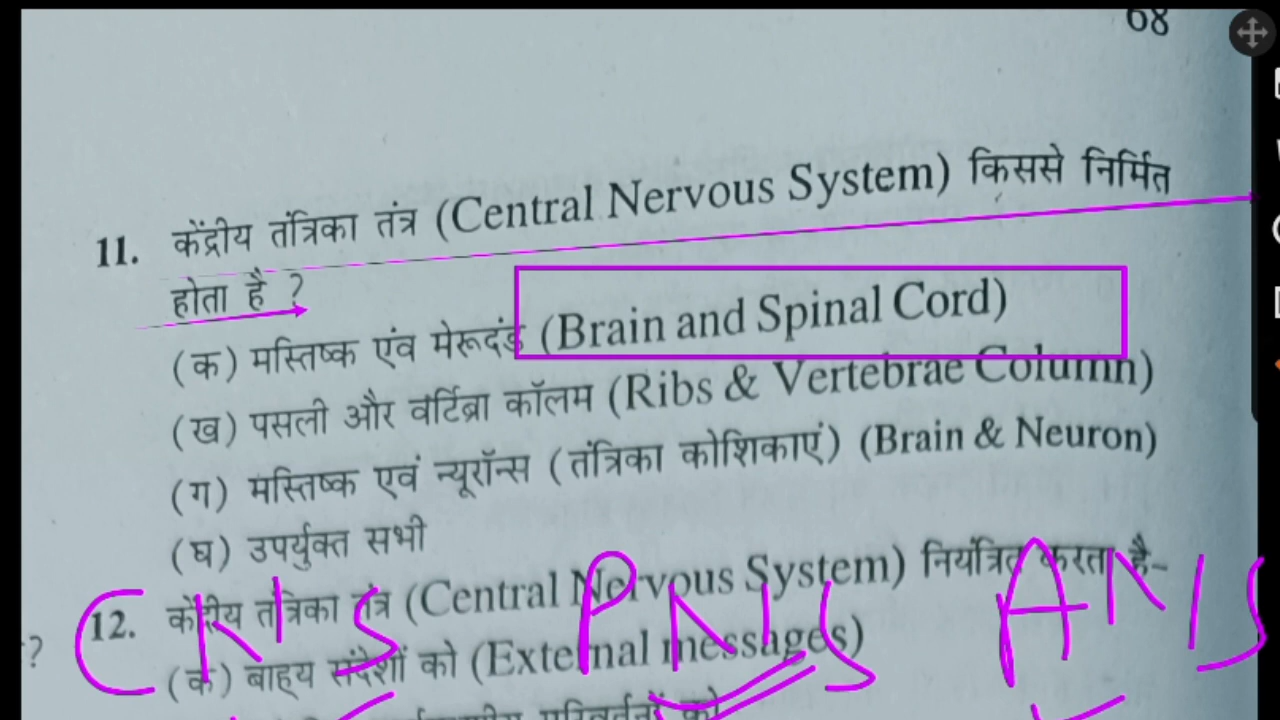 68
11. केंद्रीय तंत्रिका तंत्र (Central Nervous System) किससे निर्मित
होता है ?
(क) मस्तिष्क एंव मेरूदंड (Brain and Spinal Cord)
(ख) पसली और वर्टिब्रा कॉलम (Ribs & Vertebrae Column)
(ग) मस्तिष्क एवं न्यूरॉन्स (तंत्रिका कोशिकाएं) (Brain & Neuron)
(घ) उपर्युक्त सभी
12. केंद्रीय तंत्रिका तंत्र (Central Nervous System) नियंत्रित करता है-
CNS PNS ANS
?
(क) बाह्य संदेशों को (External messages)
को